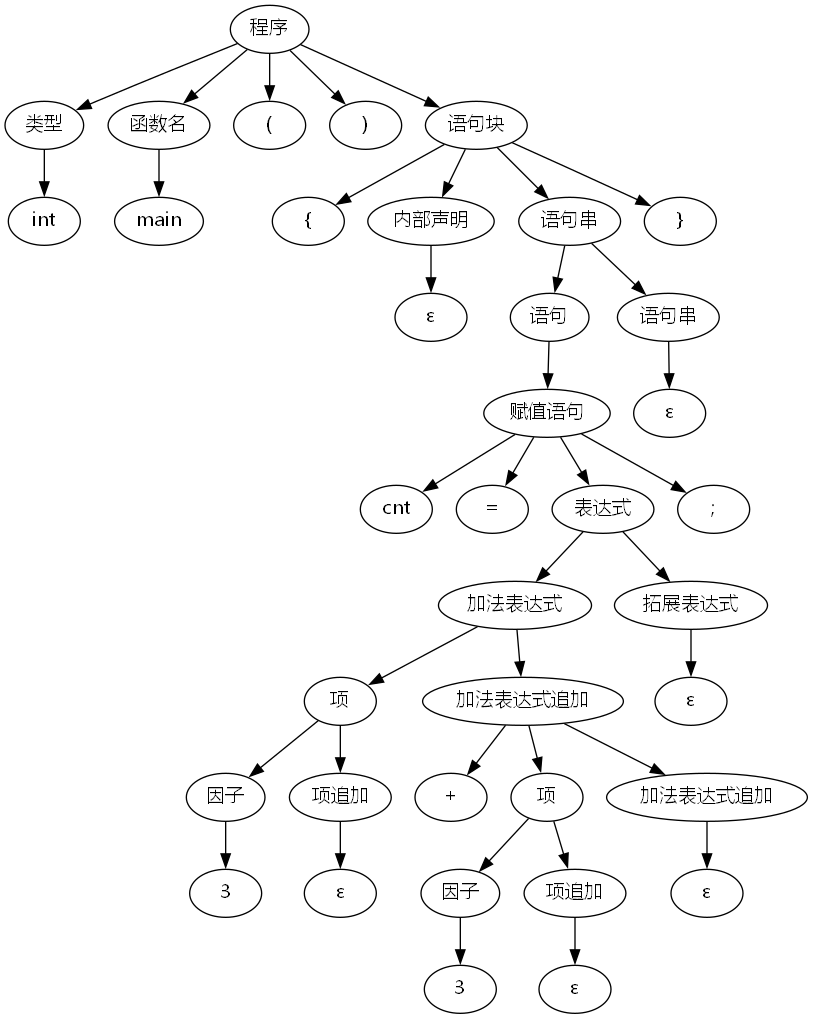 程序
类型 函数名 ( ) 语句块
int main { 内部声明 语句串 }
ε 语句 语句串
赋值语句 ε
cnt = 表达式 ;
加法表达式 拓展表达式
项 加法表达式追加 ε
因子 项追加 + 项 加法表达式追加
3 ε 因子 项追加 ε
3 ε